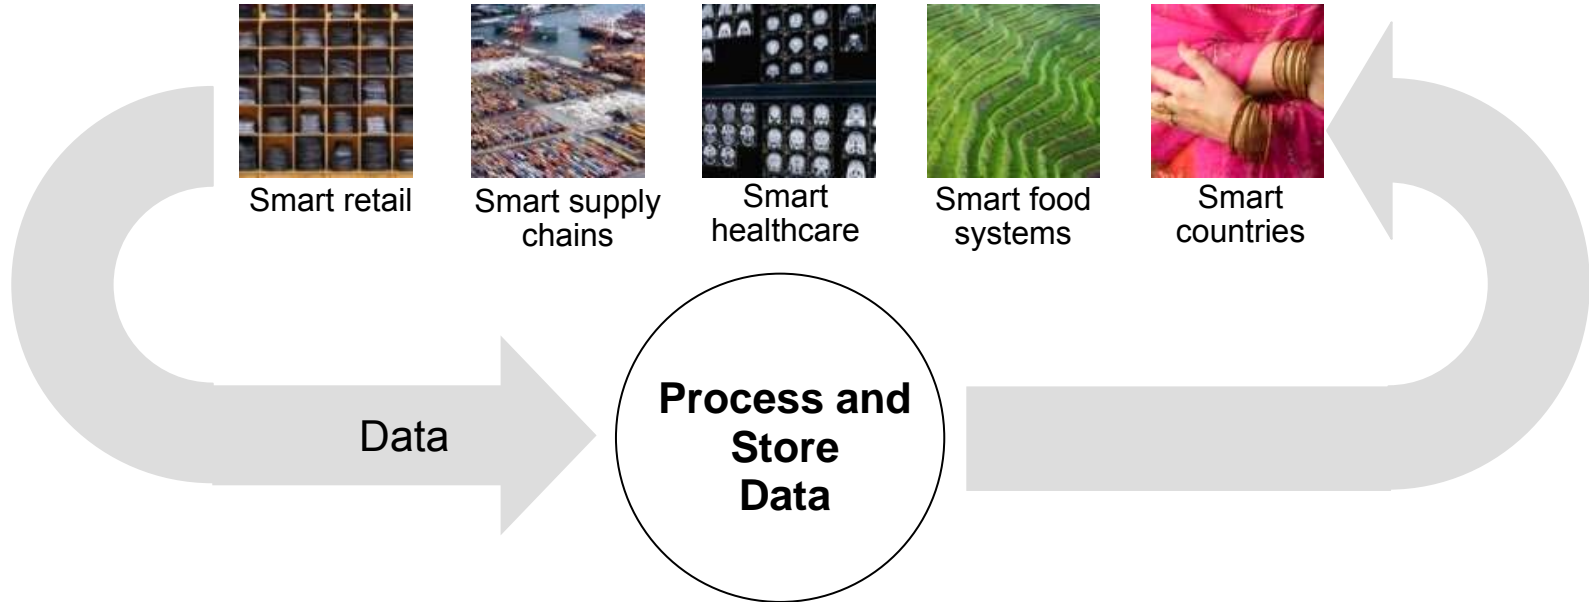 Smart retail
Smart supply
chains
Smart
healthcare
Smart food
systems
Smart
countries
Data
Process and
Store
Data